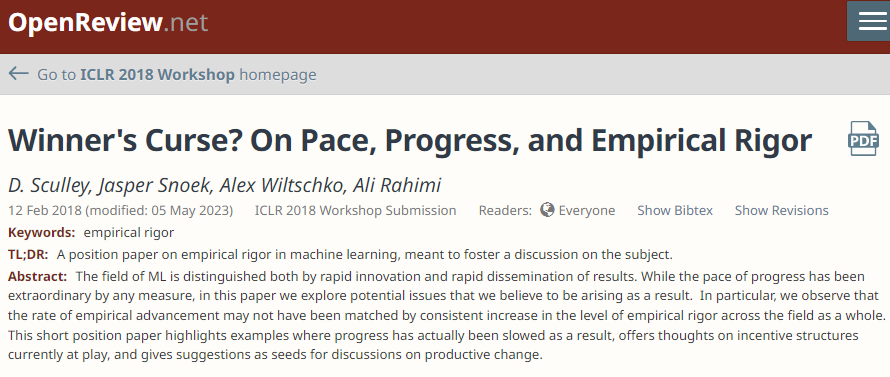 OpenReview.net
← Go to ICLR 2018 Workshop homepage
Winner's Curse? On Pace, Progress, and Empirical Rigor
PDF
D. Sculley, Jasper Snoek, Alex Wiltschko, Ali Rahimi
12 Feb 2018 (modified: 05 May 2023) ICLR 2018 Workshop Submission Readers: Everyone Show Bibtex Show Revisions
Keywords: empirical rigor
TL;DR: A position paper on empirical rigor in machine learning, meant to foster a discussion on the subject.
Abstract: The field of ML is distinguished both by rapid innovation and rapid dissemination of results. While the pace of progress has been
extraordinary by any measure, in this paper we explore potential issues that we believe to be arising as a result. In particular, we observe that
the rate of empirical advancement may not have been matched by consistent increase in the level of empirical rigor across the field as a whole.
This short position paper highlights examples where progress has actually been slowed as a result, offers thoughts on incentive structures
currently at play, and gives suggestions as seeds for discussions on productive change.